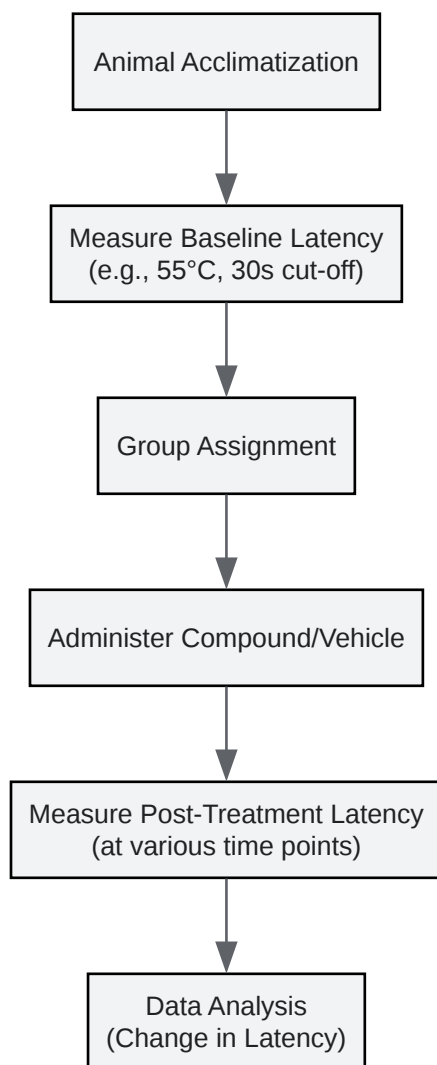 Animal Acclimatization
Measure Baseline Latency
(e.g., 55°C, 30s cut-off)
Group Assignment
Administer Compound/Vehicle
Measure Post-Treatment Latency
(at various time points)
Data Analysis
(Change in Latency)